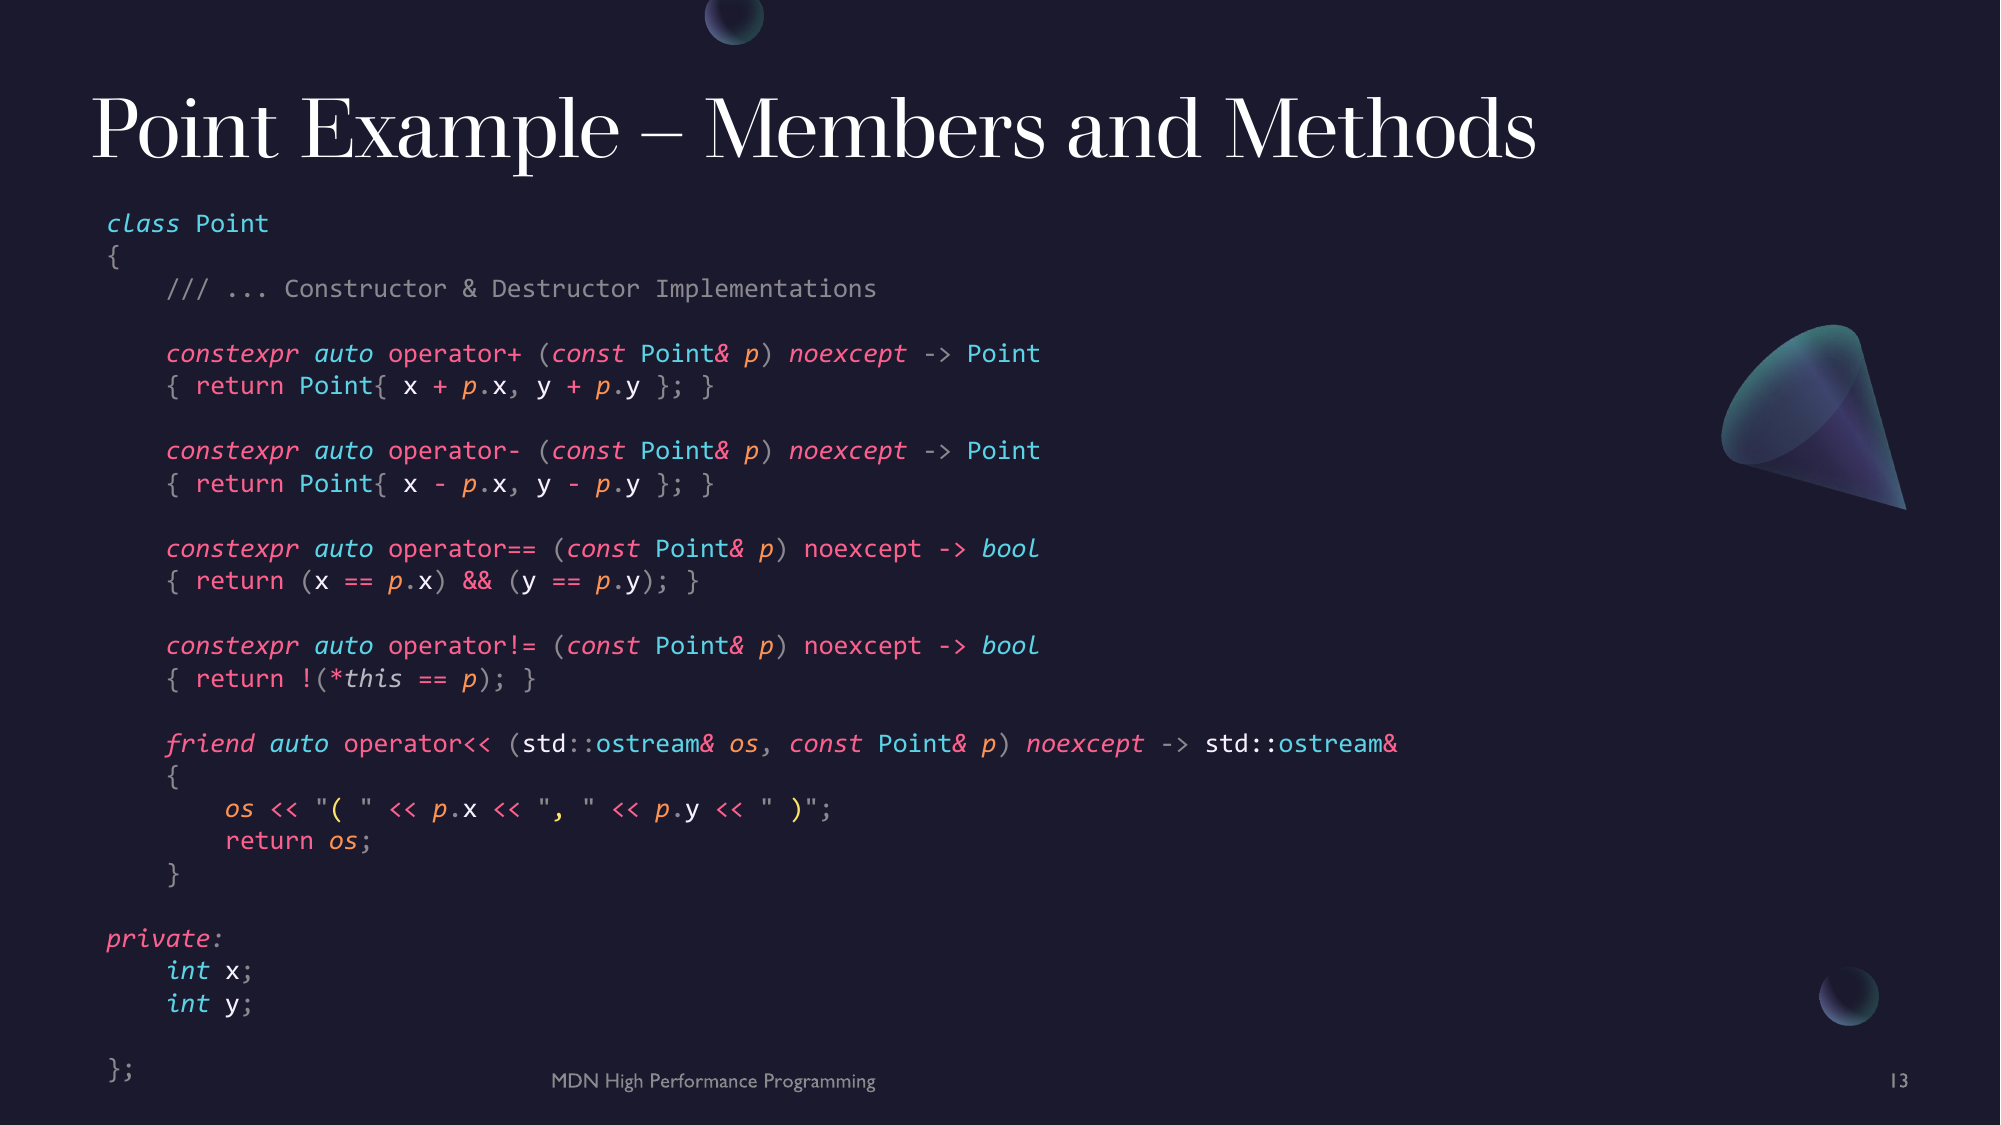 Point Example – Members and Methods
class Point
{
    /// ... Constructor & Destructor Implementations
    constexpr auto operator+ (const Point& p) noexcept -> Point
    { return Point{ x + p.x, y + p.y }; }
    constexpr auto operator- (const Point& p) noexcept -> Point
    { return Point{ x - p.x, y - p.y }; }
    constexpr auto operator== (const Point& p) noexcept -> bool
    { return (x == p.x) && (y == p.y); }
    constexpr auto operator!= (const Point& p) noexcept -> bool
    { return !(*this == p); }
    friend auto operator<< (std::ostream& os, const Point& p) noexcept -> std::ostream&
    {
        os << "( " << p.x << ", " << p.y << " )";
        return os;
    }
private:
    int x;
    int y;
};
MDN High Performance Programming
13